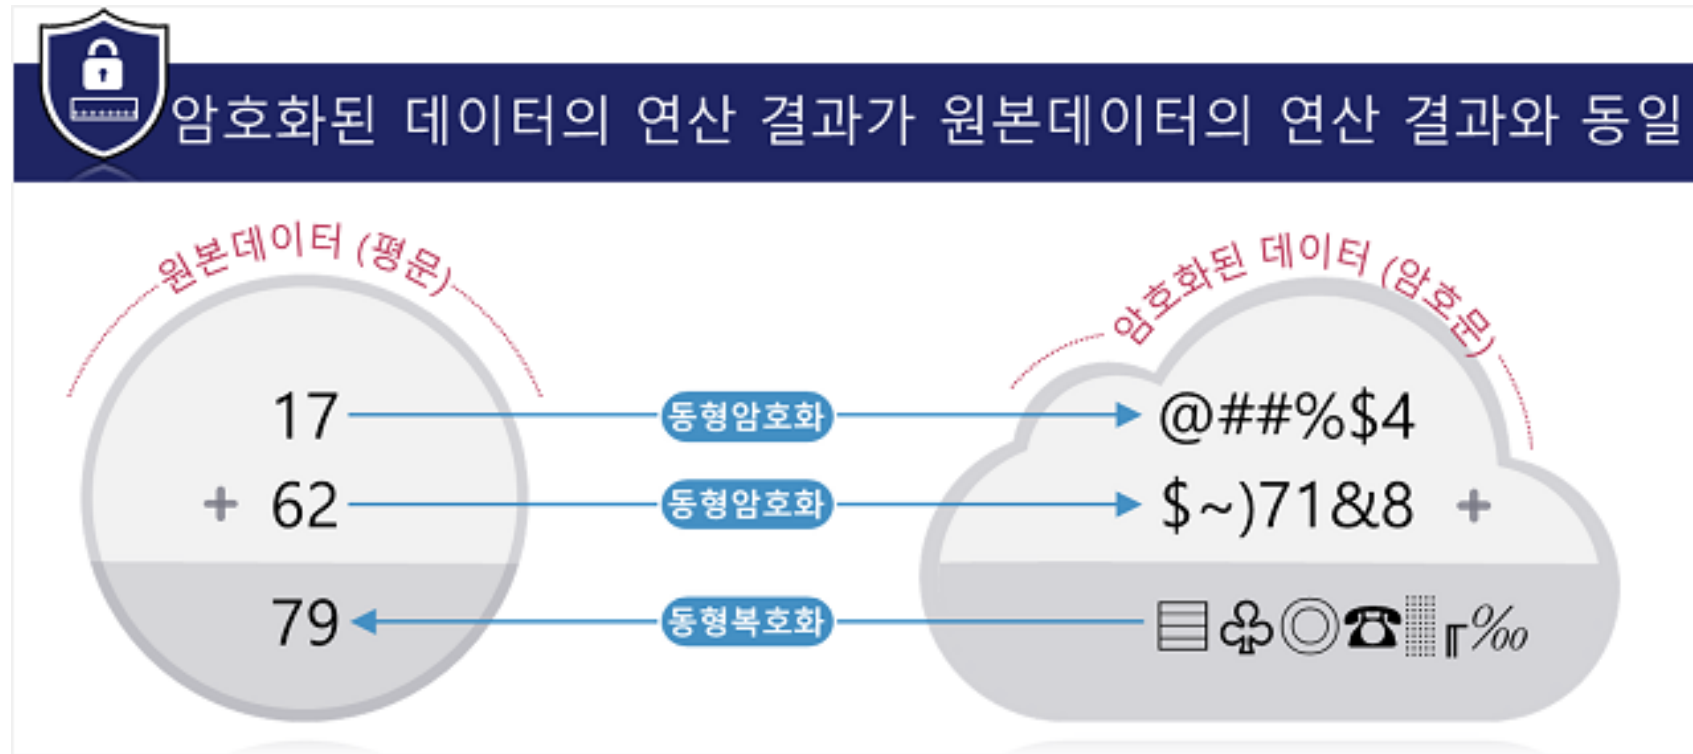 암호화된 데이터의 연산 결과가 원본데이터의 연산 결과와 동일
원본데이터 (평문)
암호화된 데이터 (암호문)
17 동형암호화 @##%$4
+ 62 동형암호화 $~)71&8 +
79 동형복호화 ▤♧◎☎▒╔‰